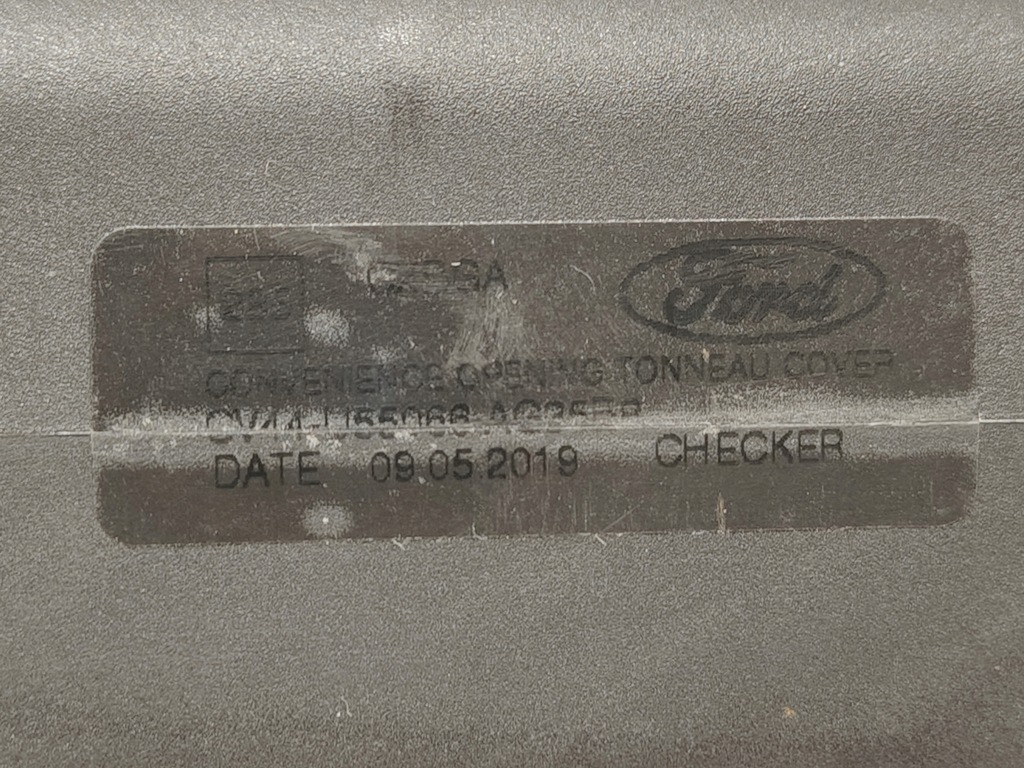 Ford
CONVENIENCE OPENING TONNEAU COVER
DATE 09.05.2019 CHECKER